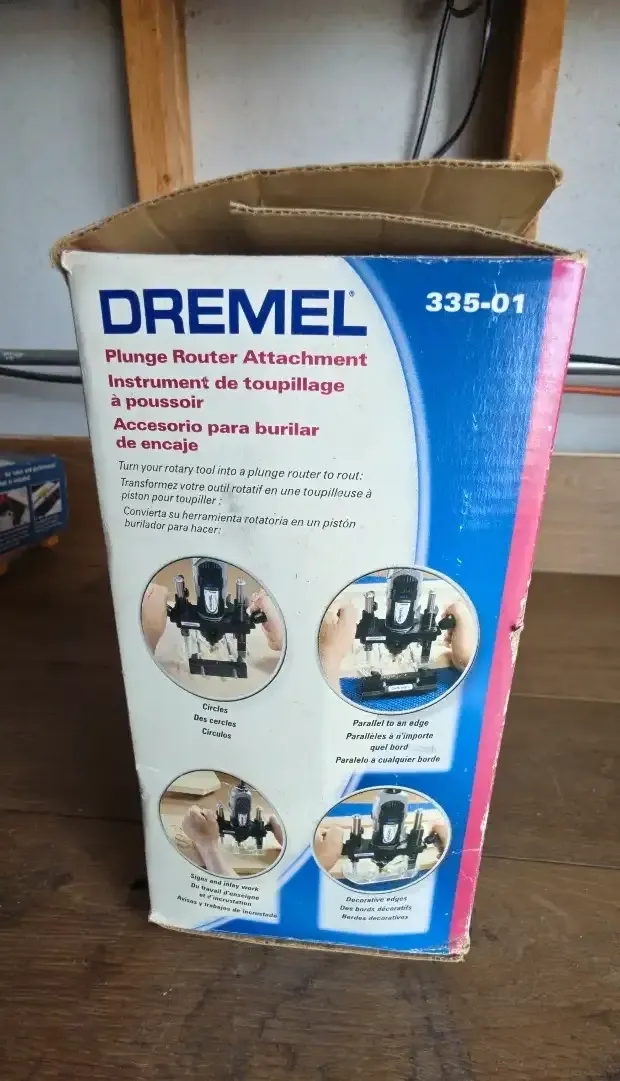 DREMEL®
335-01
Plunge Router Attachment
Instrument de toupillage
à poussoir
Accesorio para burilar
de encaje
Turn your rotary tool into a plunge router to rout:
Transformez votre outil rotatif en une toupilleuse à
piston pour toupiller :
Convierta su herramienta rotatoria en un pistón
burilador para hacer:
Circles
Des cercles
Círculos
Parallel to an edge
Parallèles à n'importe
quel bord
Paralelo a cualquier borde
Signs and inlay work
Du travail d'enseigne
et d'incrustation
Avisos y trabajos de incrustado
Decorative edges
Des bords décoratifs
Bordes decorativos